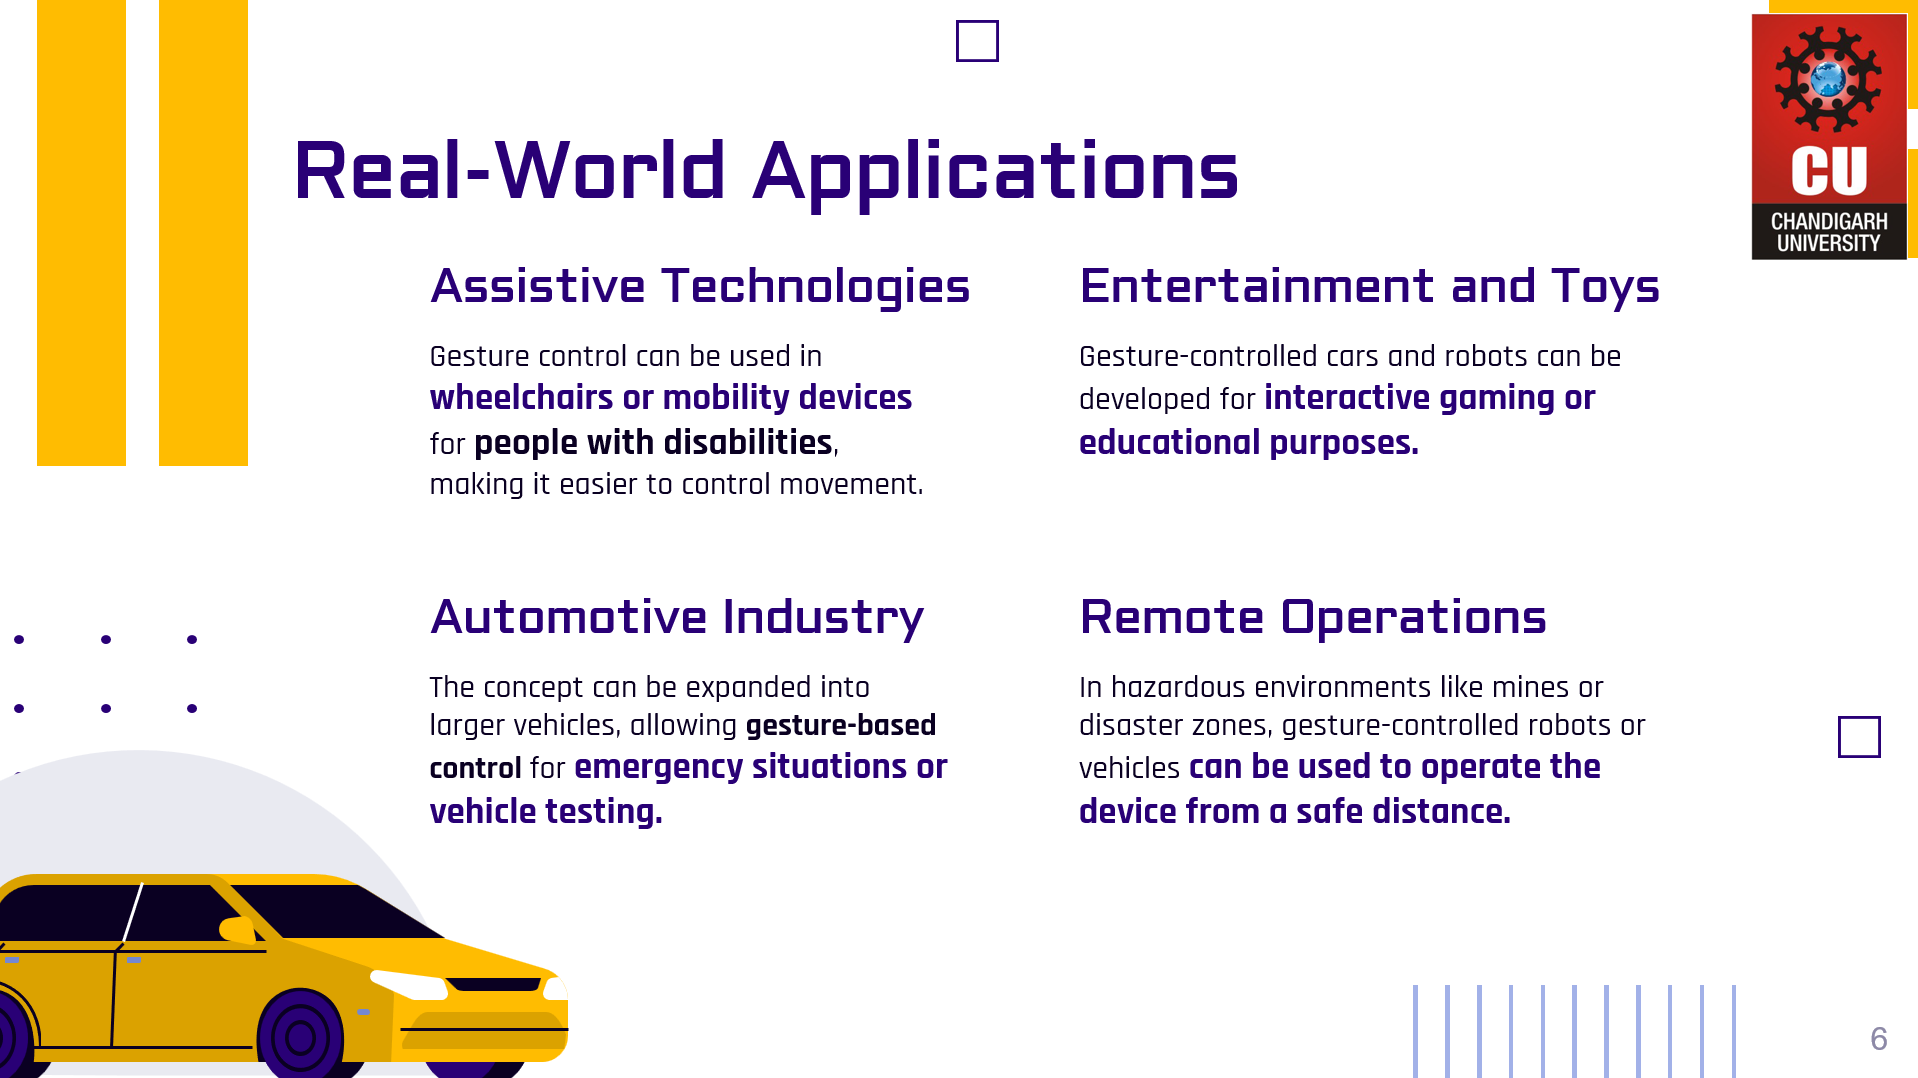 Real-World Applications
CU
CHANDIGARH
UNIVERSITY
Assistive Technologies
Gesture control can be used in
wheelchairs or mobility devices
for people with disabilities,
making it easier to control movement.
Entertainment and Toys
Gesture-controlled cars and robots can be
developed for interactive gaming or
educational purposes.
Automotive Industry
The concept can be expanded into
larger vehicles, allowing gesture-based
control for emergency situations or
vehicle testing.
Remote Operations
In hazardous environments like mines or
disaster zones, gesture-controlled robots or
vehicles can be used to operate the
device from a safe distance.
6